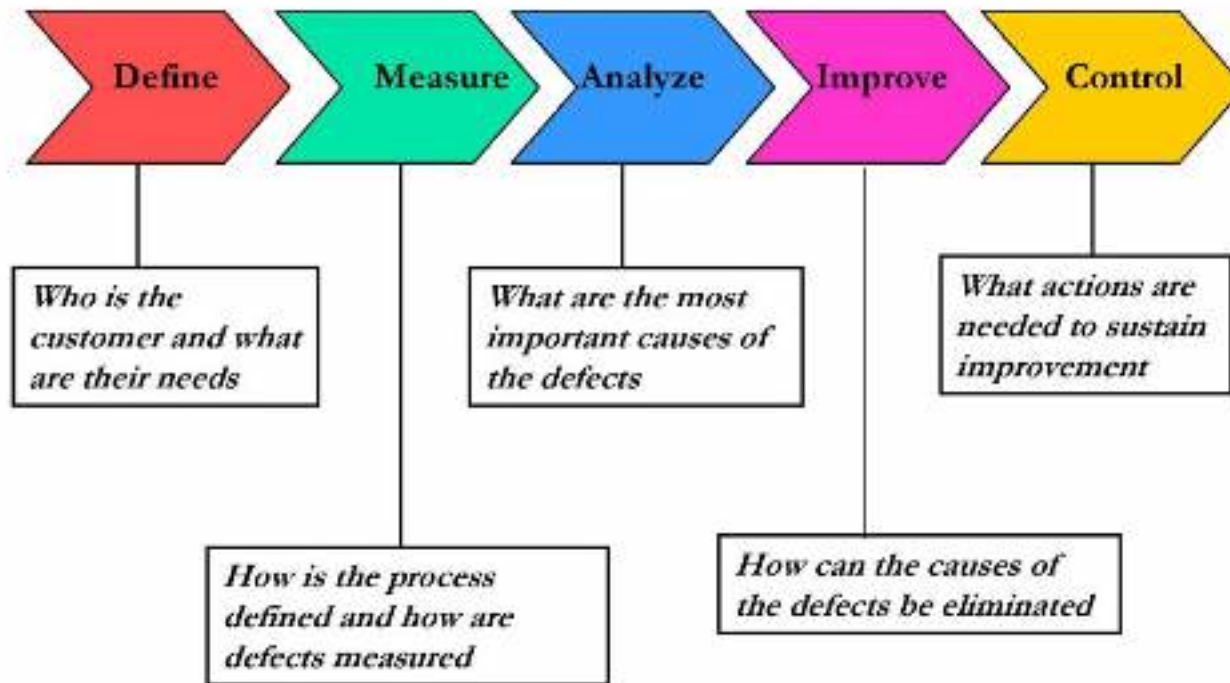 Define
Measure
Analyze
Improve
Control
Who is the
customer and what
are their needs
What are the most
important causes of
the defects
What actions are
needed to sustain
improvement
How is the process
defined and how are
defects measured
How can the causes of
the defects be eliminated